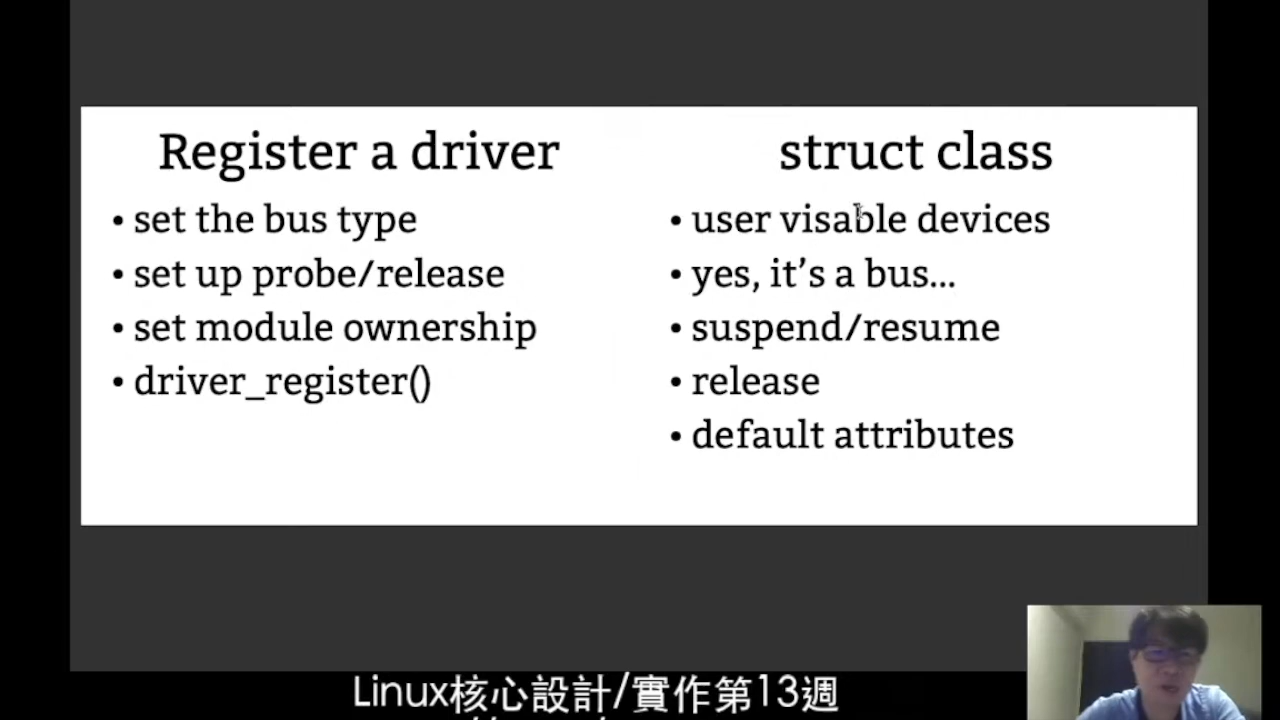 Register a driver
• set the bus type
• set up probe/release
• set module ownership
• driver_register()
struct class
• user visable devices
• yes, it’s a bus...
• suspend/resume
• release
• default attributes
Linux核心設計/實作第13週